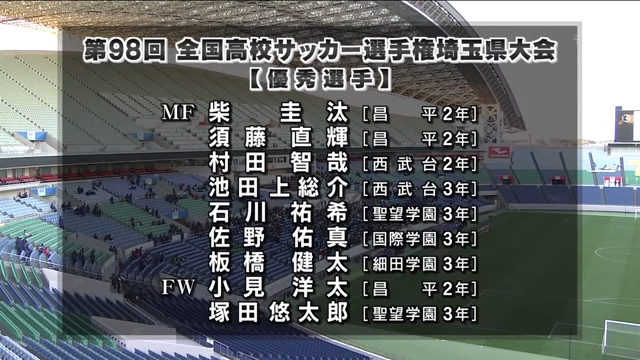 第98回 全国高校サッカー選手権埼玉県大会
【優秀選手】
MF 柴 圭汰 [昌 平 2年]
須藤直輝 [昌 平 2年]
村田智哉 [西武台 2年]
池田上総介 [西武台 3年]
石川祐希 [聖望学園 3年]
佐野佑真 [国際学園 3年]
板橋健太 [細田学園 3年]
FW 小見洋太 [昌 平 2年]
塚田悠太郎 [聖望学園 3年]